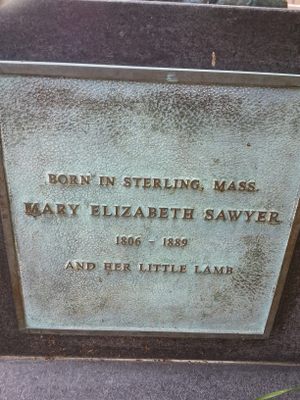 BORN IN STERLING, MASS.
MARY ELIZABETH SAWYER
1806 - 1889
AND HER LITTLE LAMB